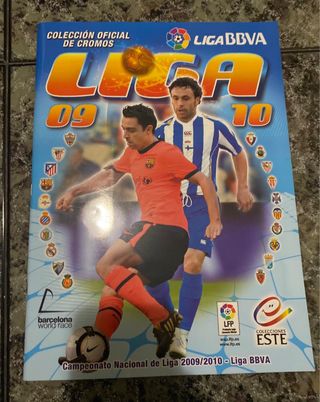 COLECCIÓN OFICIAL
DE CROMOS
LIGA BBVA
LIGA
09 10
barcelona
world race
LFP
COLECCIONES
ESTE
Campeonato Nacional de Liga 2009/2010 - Liga BBVA